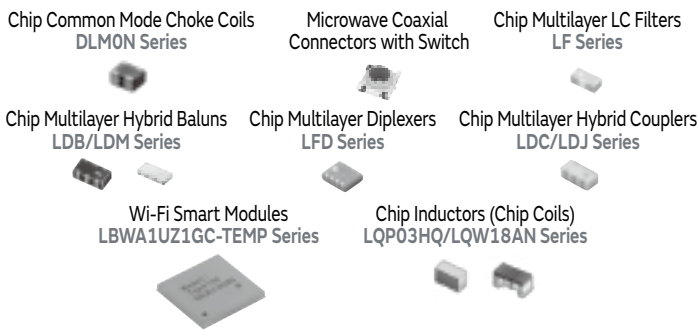 Chip Common Mode Choke Coils
DLM0N Series
Microwave Coaxial
Connectors with Switch
Chip Multilayer LC Filters
LF Series
Chip Multilayer Hybrid Baluns
LDB/LDM Series
Chip Multilayer Diplexers
LFD Series
Chip Multilayer Hybrid Couplers
LDC/LDJ Series
Wi-Fi Smart Modules
LBWA1UZ1GC-TEMP Series
Chip Inductors (Chip Coils)
LQP03HQ/LQW18AN Series